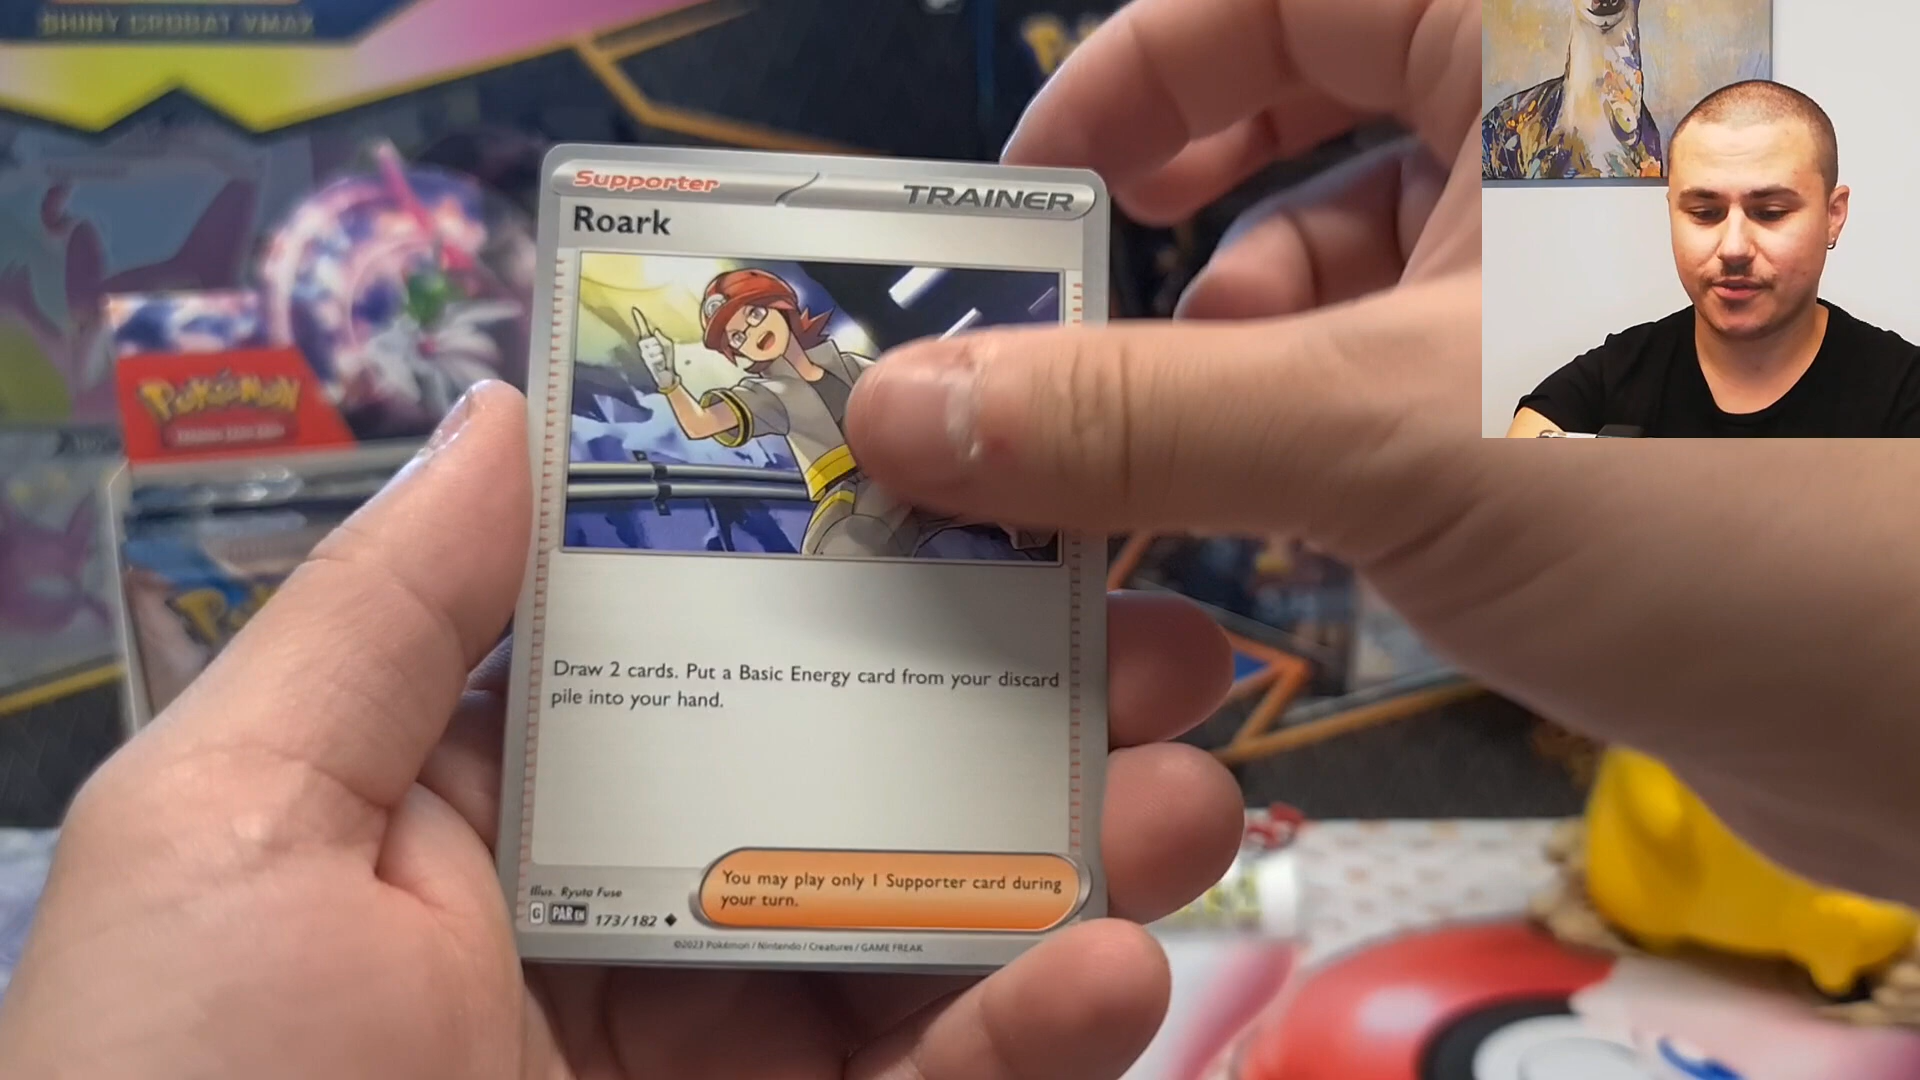 SHINY CROBAT VMAX
Supporter
TRAINER
Roark
Pokémon
Draw 2 cards. Put a Basic Energy card from your discard
pile into your hand.
You may play only 1 Supporter card during
your turn.
Illus. Ryuto Fuse
G PAR EN 173/182
©2023 Pokémon / Nintendo / Creatures / GAME FREAK